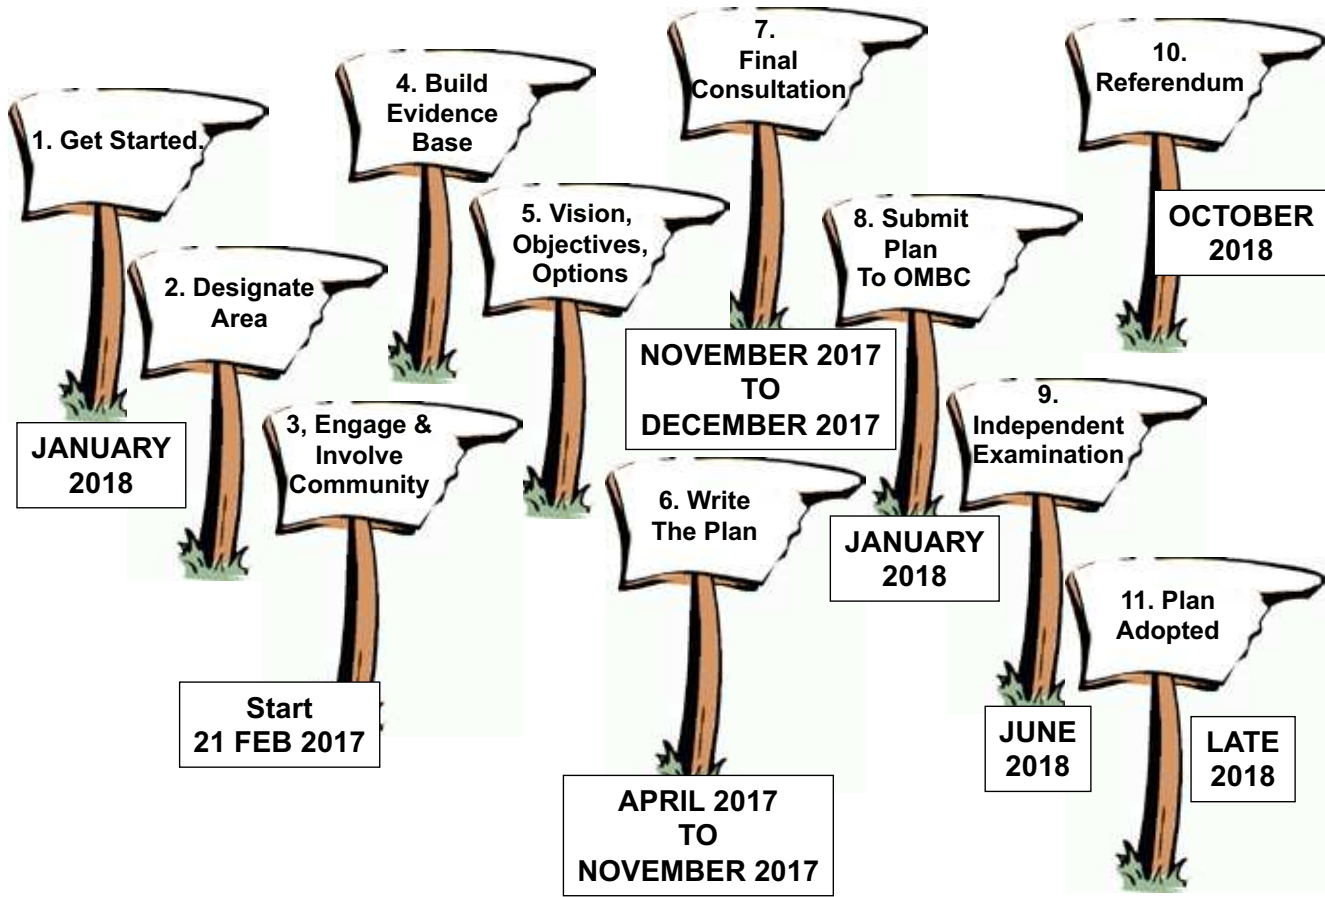 1. Get Started.
JANUARY
2018
2. Designate
Area
3, Engage &
Involve
Community
Start
21 FEB 2017
4. Build
Evidence
Base
5. Vision,
Objectives,
Options
6. Write
The Plan
APRIL 2017
TO
NOVEMBER 2017
7.
Final
Consultation
NOVEMBER 2017
TO
DECEMBER 2017
8. Submit
Plan
To OMBC
JANUARY
2018
9.
Independent
Examination
JUNE
2018
10.
Referendum
OCTOBER
2018
11. Plan
Adopted
LATE
2018